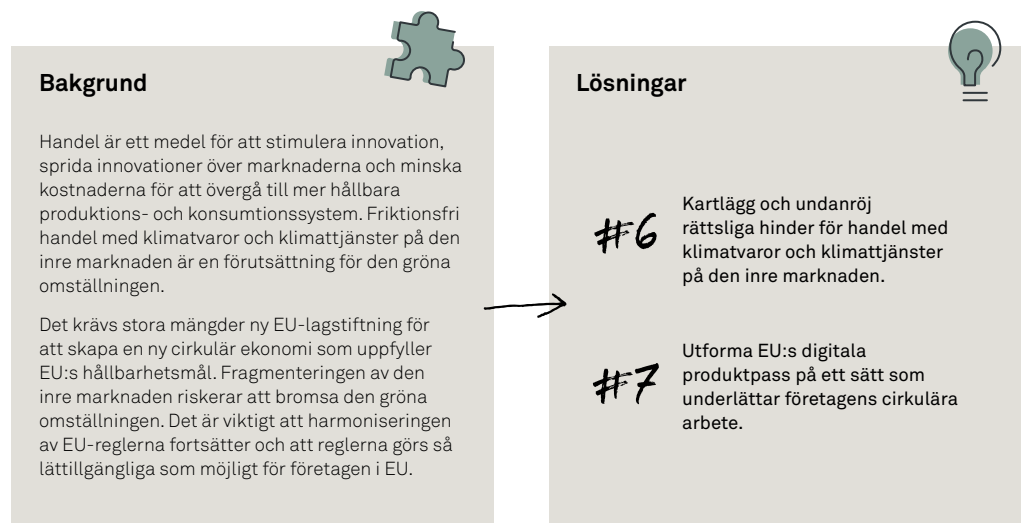 Bakgrund
Handel är ett medel för att stimulera innovation,
sprida innovationer över marknaderna och minska
kostnaderna för att övergå till mer hållbara
produktions- och konsumtionssystem. Friktionsfri
handel med klimatvaror och klimattjänster på den
inre marknaden är en förutsättning för den gröna
omställningen.
Det krävs stora mängder ny EU-lagstiftning för
att skapa en ny cirkulär ekonomi som uppfyller
EU:s hållbarhetsmål. Fragmenteringen av den
inre marknaden riskerar att bromsa den gröna
omställningen. Det är viktigt att harmoniseringen
av EU-reglerna fortsätter och att reglerna görs så
lättillgängliga som möjligt för företagen i EU.
Lösningar
#6
Kartlägg och undanröj
rättsliga hinder för handel med
klimatvaror och klimattjänster
på den inre marknaden.
#7
Utforma EU:s digitala
produktpass på ett sätt som
underlättar företagens cirkulära
arbete.